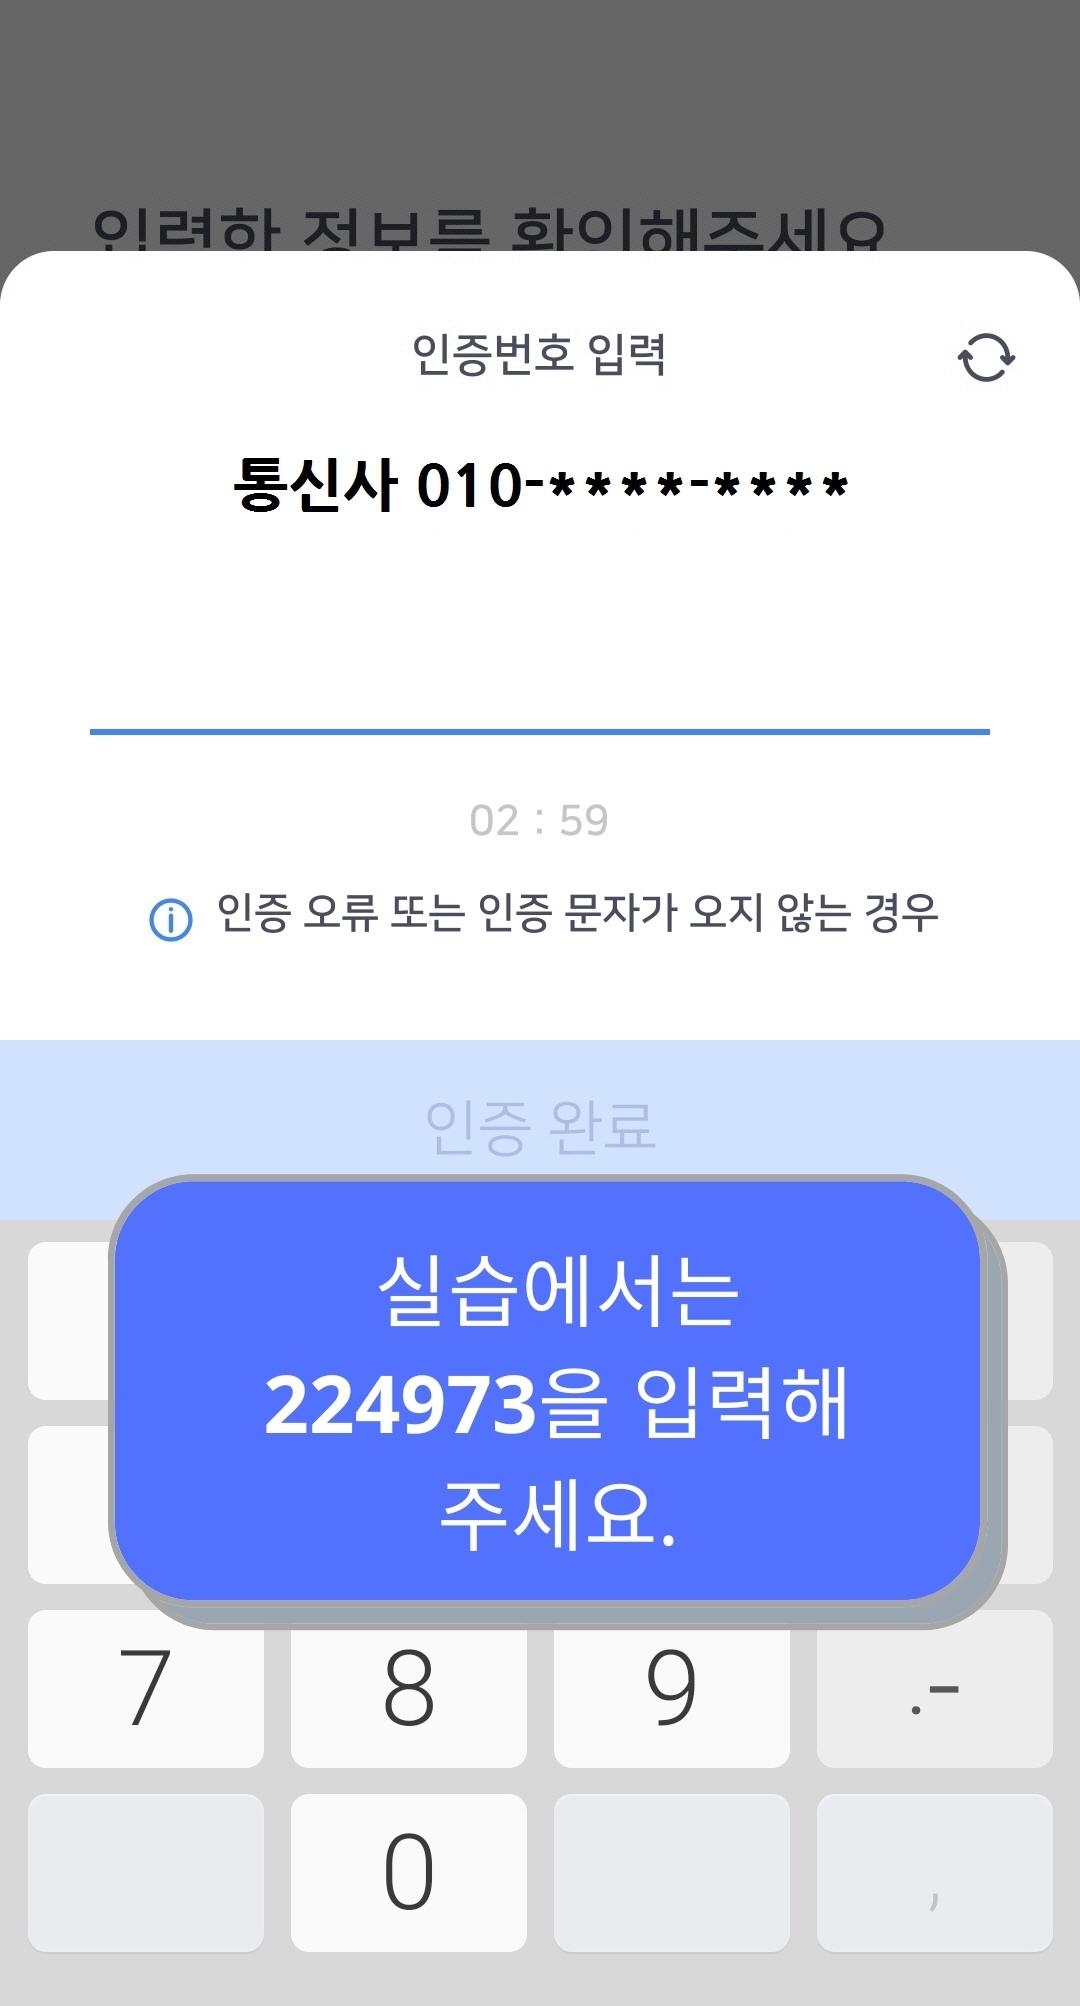 입력한 정보를 확인해주세요
인증번호 입력
통신사 010-****-****
02 : 59
인증 오류 또는 인증 문자가 오지 않는 경우
인증 완료
실습에서는
224973을 입력해
주세요.
7 8 9 .-
0 ,